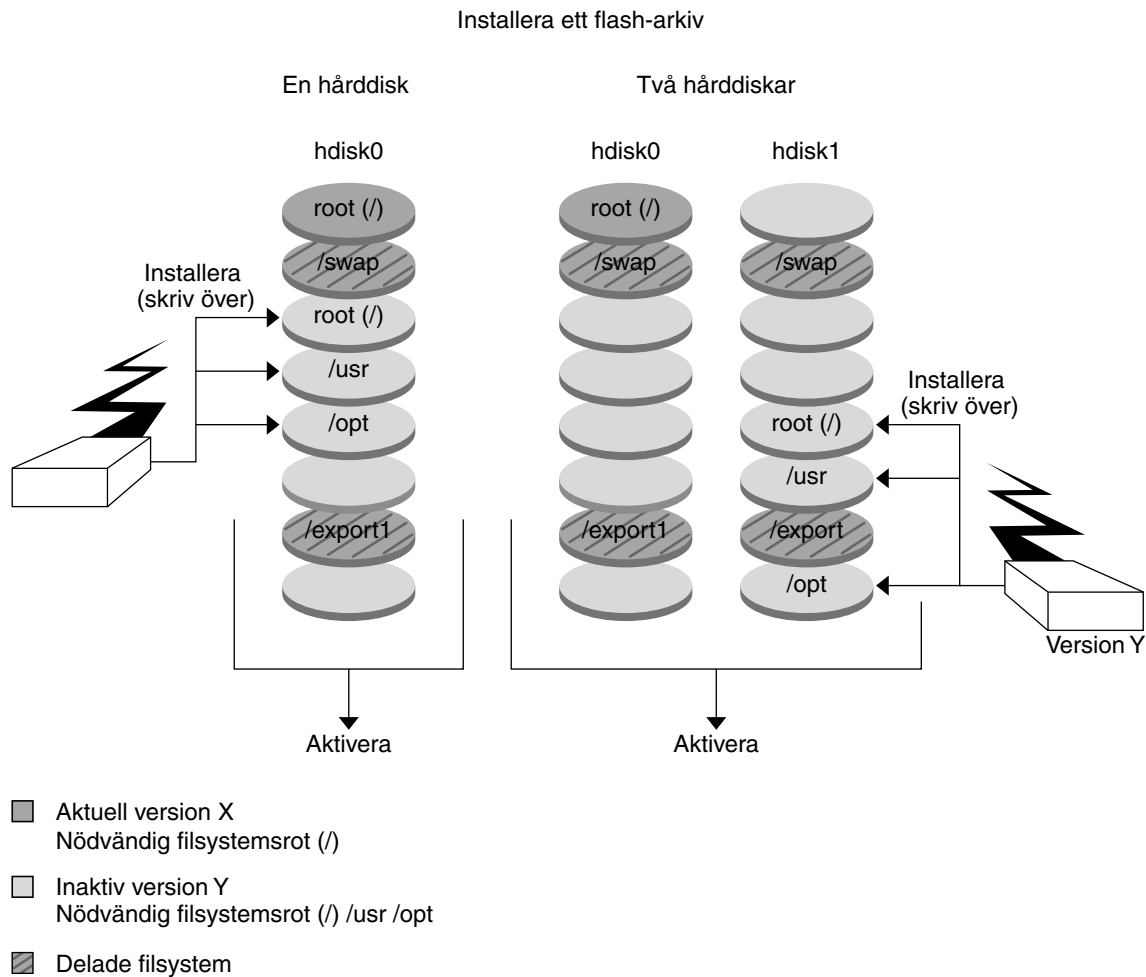 Installera ett flash-arkiv
En hårddisk
Två hårddiskar
hdisk0
hdisk0
hdisk1
root (/)
/swap
root (/)
/usr
/opt
/export1
Installera
(skriv över)
root (/)
/swap
/export1
/swap
root (/)
/usr
/export
/opt
Installera
(skriv över)
Version Y
Aktivera
Aktivera
Aktuell version X
Nödvändig filsystemsrot (/)
Inaktiv version Y
Nödvändig filsystemsrot (/) /usr /opt
Delade filsystem